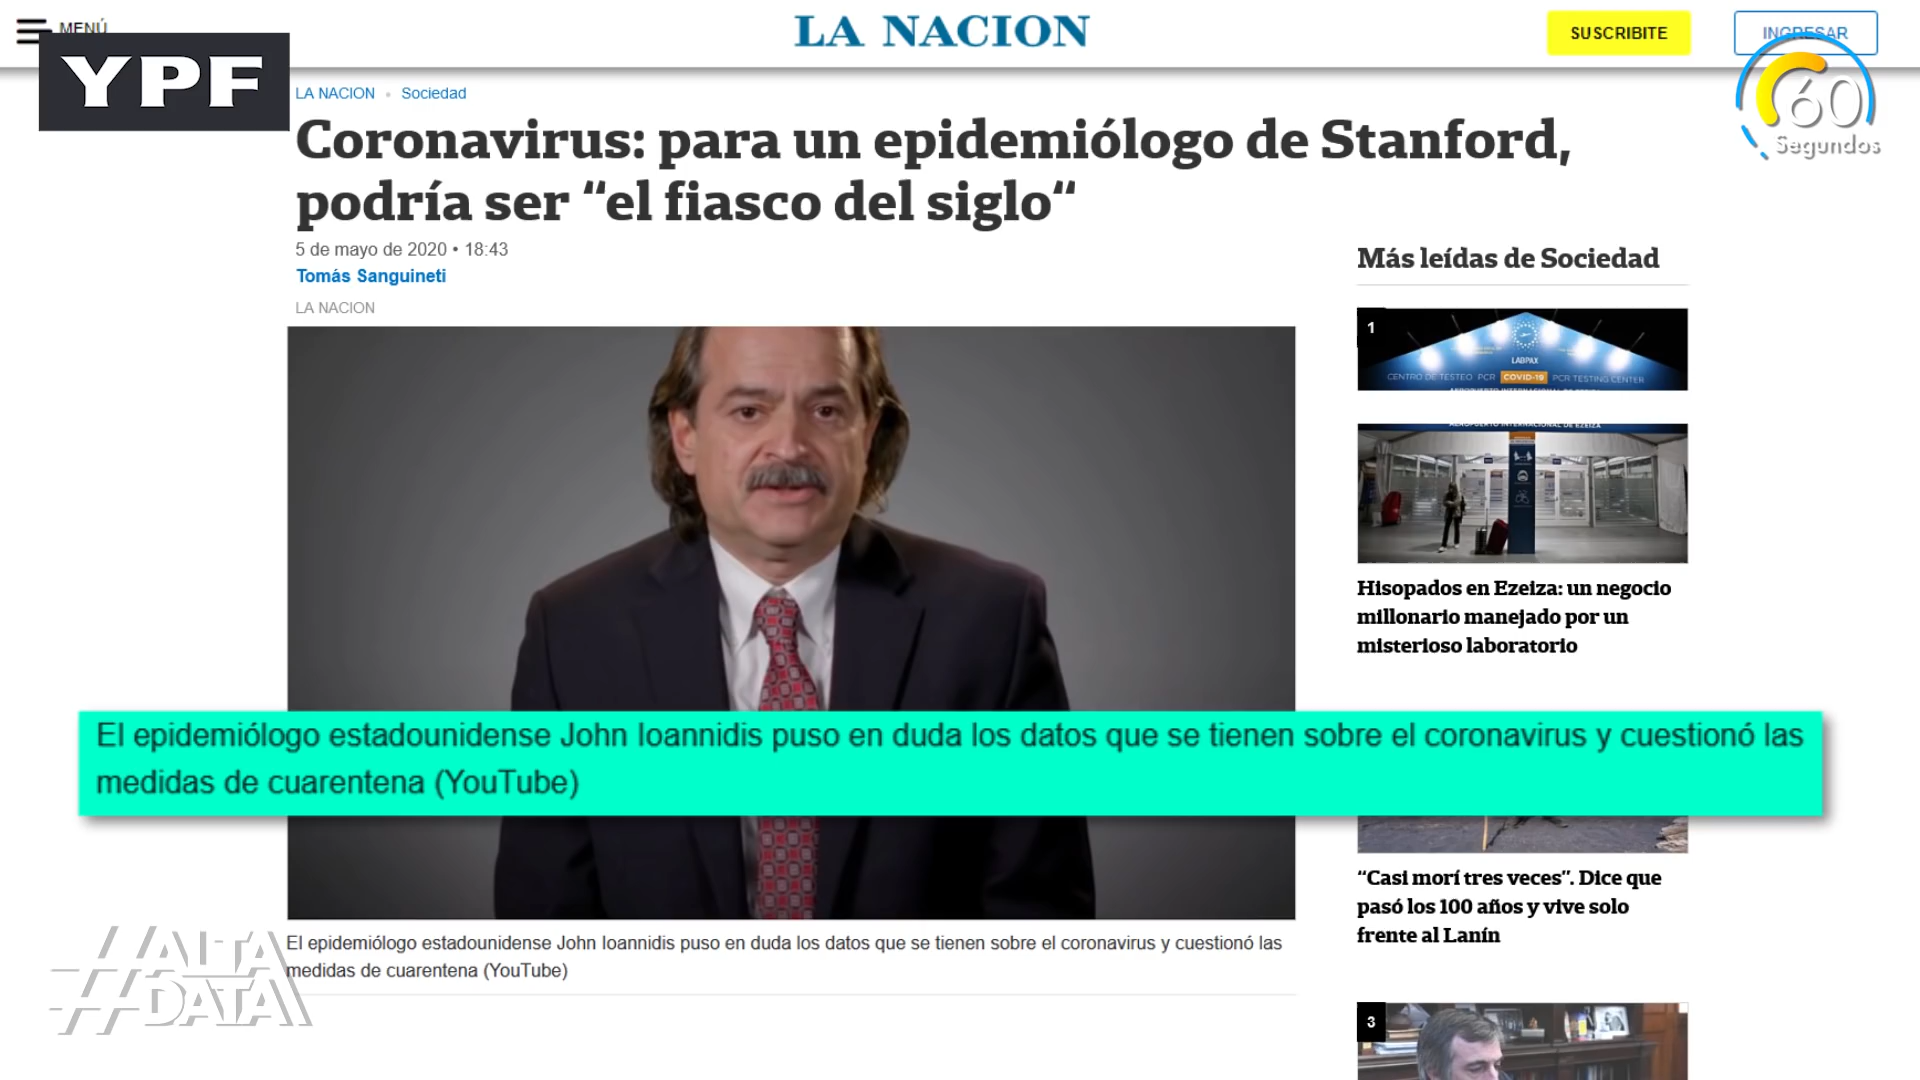 MENÚ
LA NACION
SUSCRIBITE
INGRESAR
YPF
60
Segundos
LA NACION • Sociedad
Coronavirus: para un epidemiólogo de Stanford,
podría ser “el fiasco del siglo“
5 de mayo de 2020 • 18:43
Tomás Sanguineti
LA NACION
Más leídas de Sociedad
1
LABPAX
CENTRO DE TESTEO PCR COVID-19 PCR TESTING CENTER
AEROPUERTO INTERNACIONAL DE EZEIZA
Hisopados en Ezeiza: un negocio
millonario manejado por un
misterioso laboratorio
El epidemiólogo estadounidense John Ioannidis puso en duda los datos que se tienen sobre el coronavirus y cuestionó las
medidas de cuarentena (YouTube)
“Casi morí tres veces”. Dice que
pasó los 100 años y vive solo
frente al Lanín
El epidemiólogo estadounidense John Ioannidis puso en duda los datos que se tienen sobre el coronavirus y cuestionó las
medidas de cuarentena (YouTube)
#ALTA
DATA
3